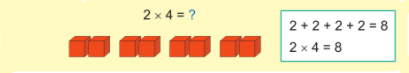 2 × 4 = ?
2 + 2 + 2 + 2 = 8
2 × 4 = 8